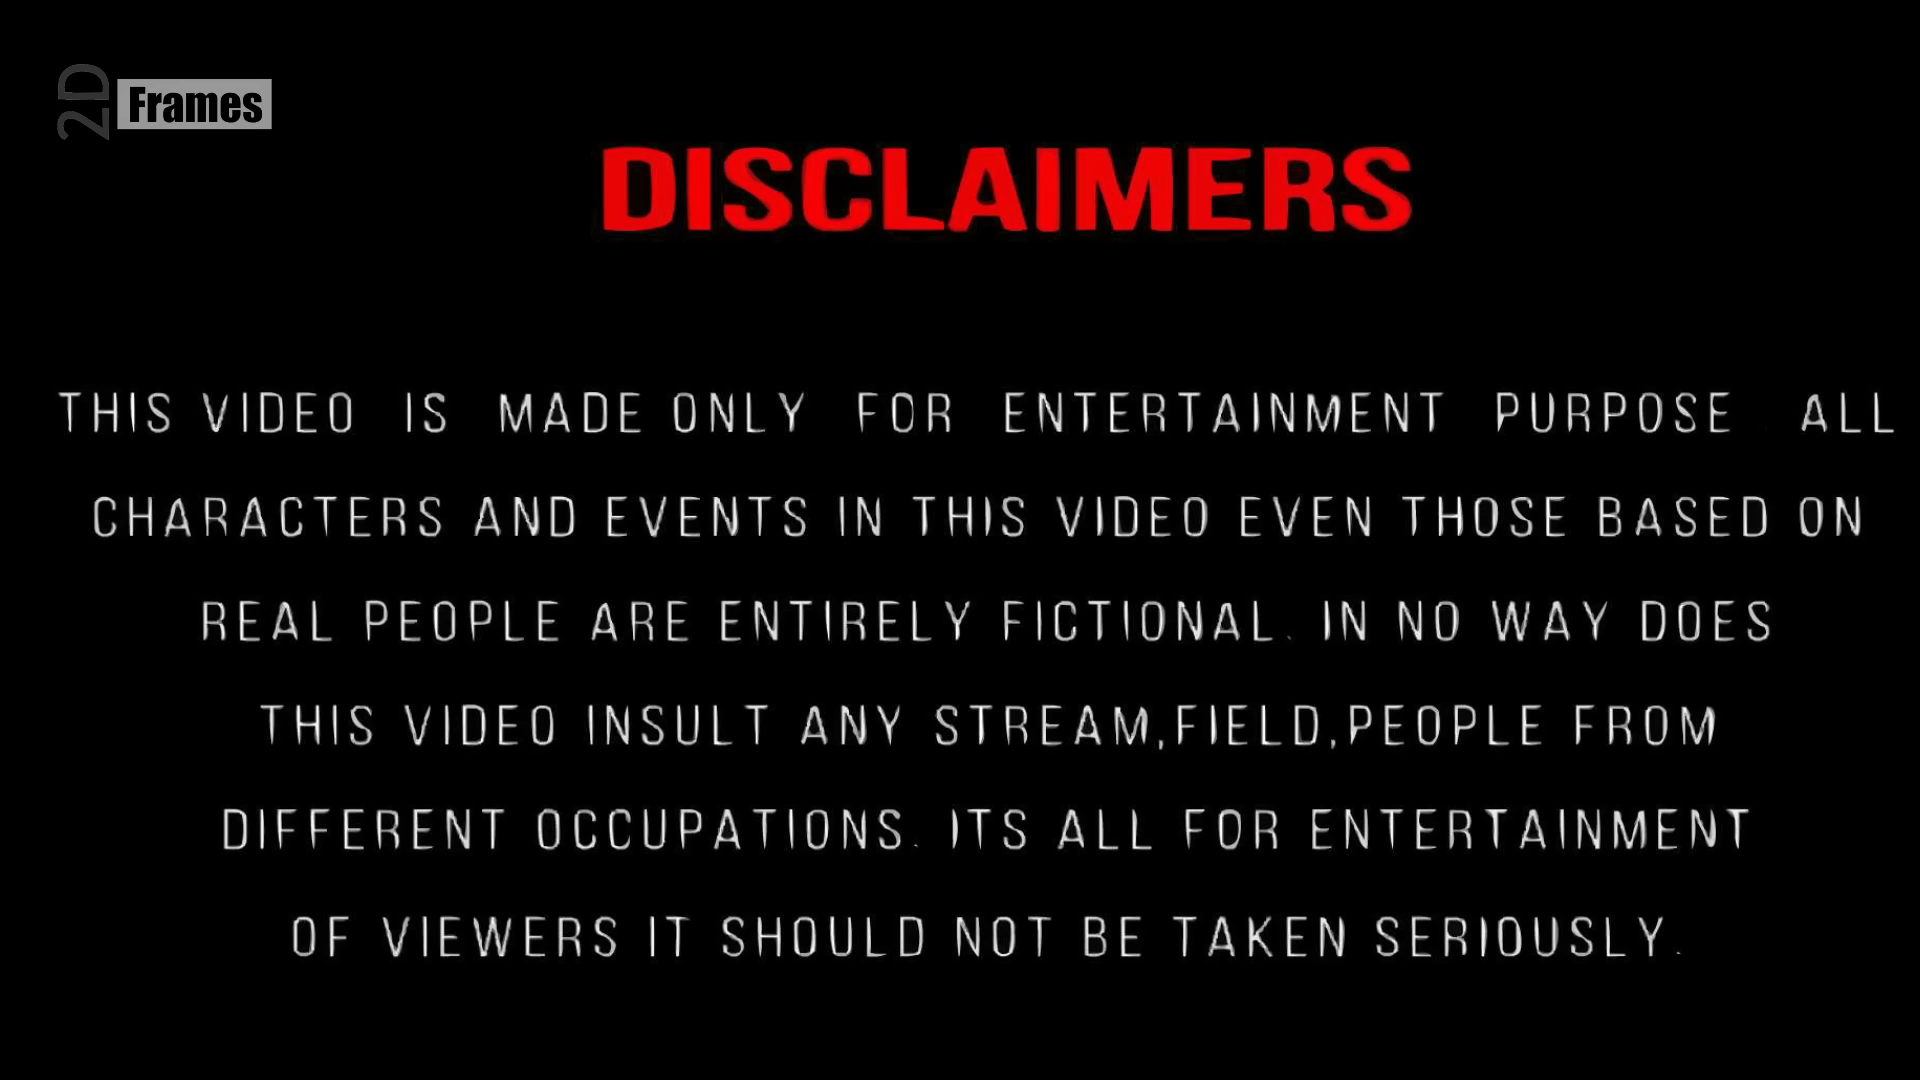 2D Frames
DISCLAIMERS
THIS VIDEO IS MADE ONLY FOR ENTERTAINMENT PURPOSE ALL
CHARACTERS AND EVENTS IN THIS VIDEO EVEN THOSE BASED ON
REAL PEOPLE ARE ENTIRELY FICTIONAL. IN NO WAY DOES
THIS VIDEO INSULT ANY STREAM,FIELD,PEOPLE FROM
DIFFERENT OCCUPATIONS. ITS ALL FOR ENTERTAINMENT
OF VIEWERS IT SHOULD NOT BE TAKEN SERIOUSLY.